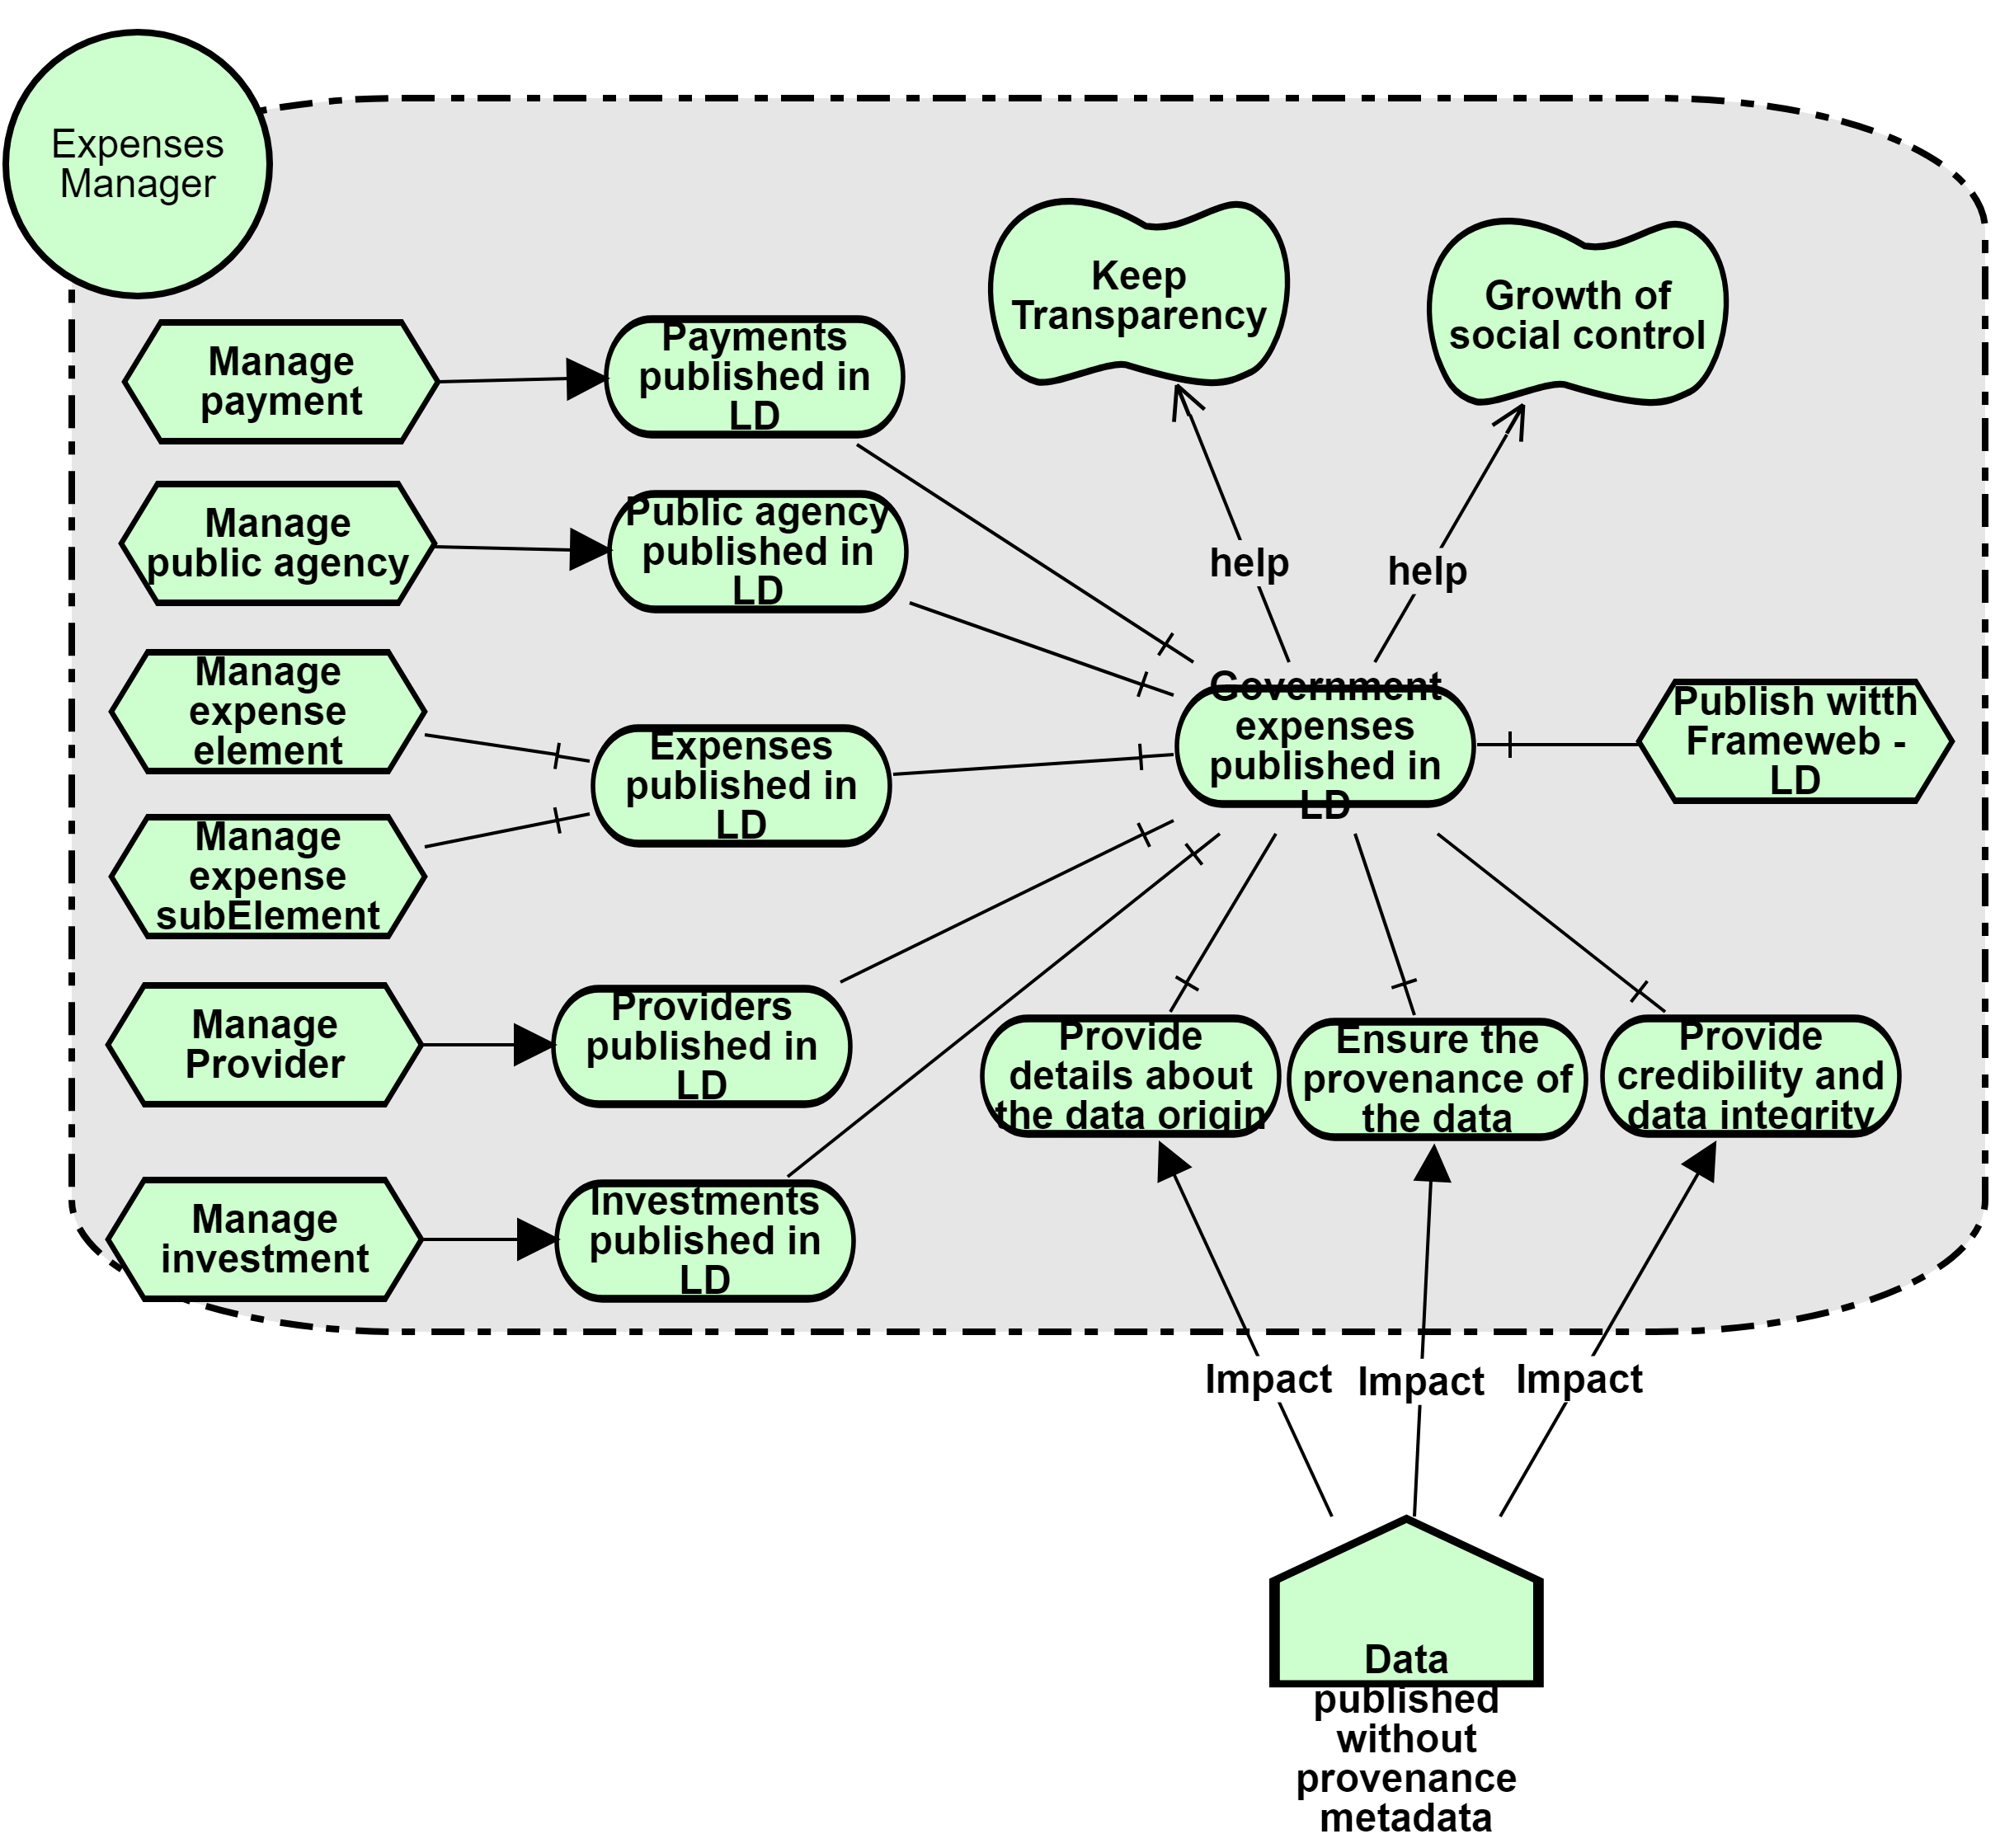 Expenses
Manager
Keep
Transparency
Growth of
social control
Manage
payment
Payments
published in
LD
Manage
public agency
Public agency
published in
LD
help
help
Manage
expense
element
Expenses
published in
LD
Government
expenses
published in
LD
Publish witth
Frameweb -
LD
Manage
expense
subElement
Manage
Provider
Providers
published in
LD
Provide
details about
the data origin
Ensure the
provenance of
the data
Provide
credibility and
data integrity
Manage
investment
Investments
published in
LD
Impact
Impact
Impact
Data
published
without
provenance
metadata